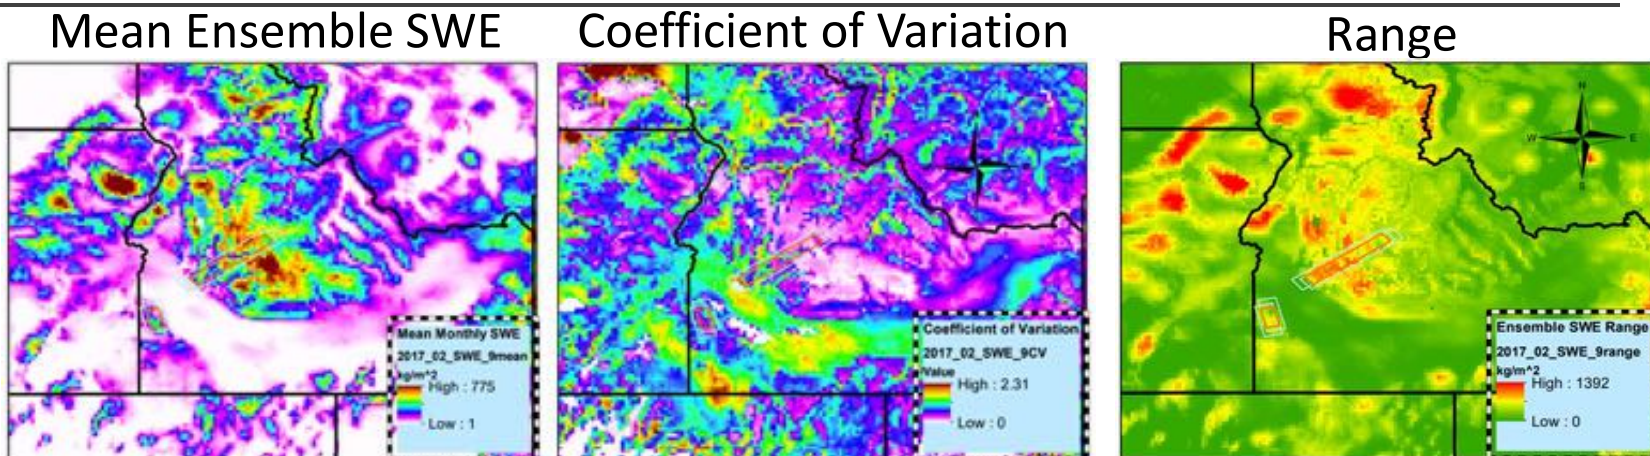 Mean Ensemble SWE
Coefficient of Variation
Range
Mean Monthly SWE
2017_02_SWE_9mean
kg/m^2
High : 775
Low : 1
Coefficient of Variation
2017_02_SWE_9CV
Value
High : 2.31
Low : 0
N
W
E
S
Ensemble SWE Range
2017_02_SWE_9range
kg/m^2
High : 1392
Low : 0